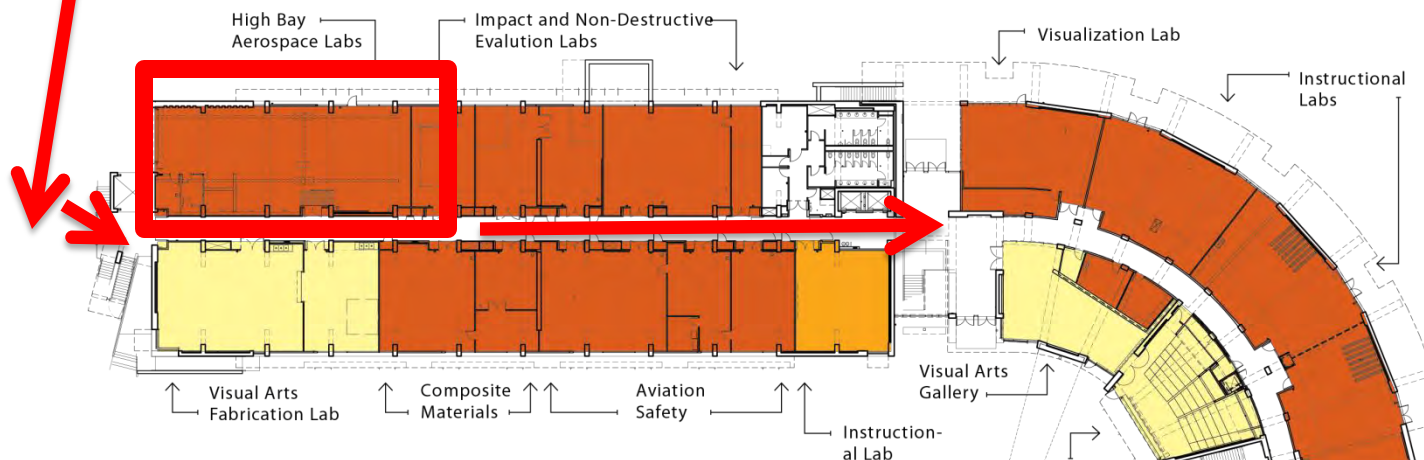 High Bay
Aerospace Labs
Impact and Non-Destructive
Evalution Labs
Visualization Lab
Instructional
Labs
Visual Arts
Fabrication Lab
Composite
Materials
Aviation
Safety
Instruction-
al Lab
Visual Arts
Gallery